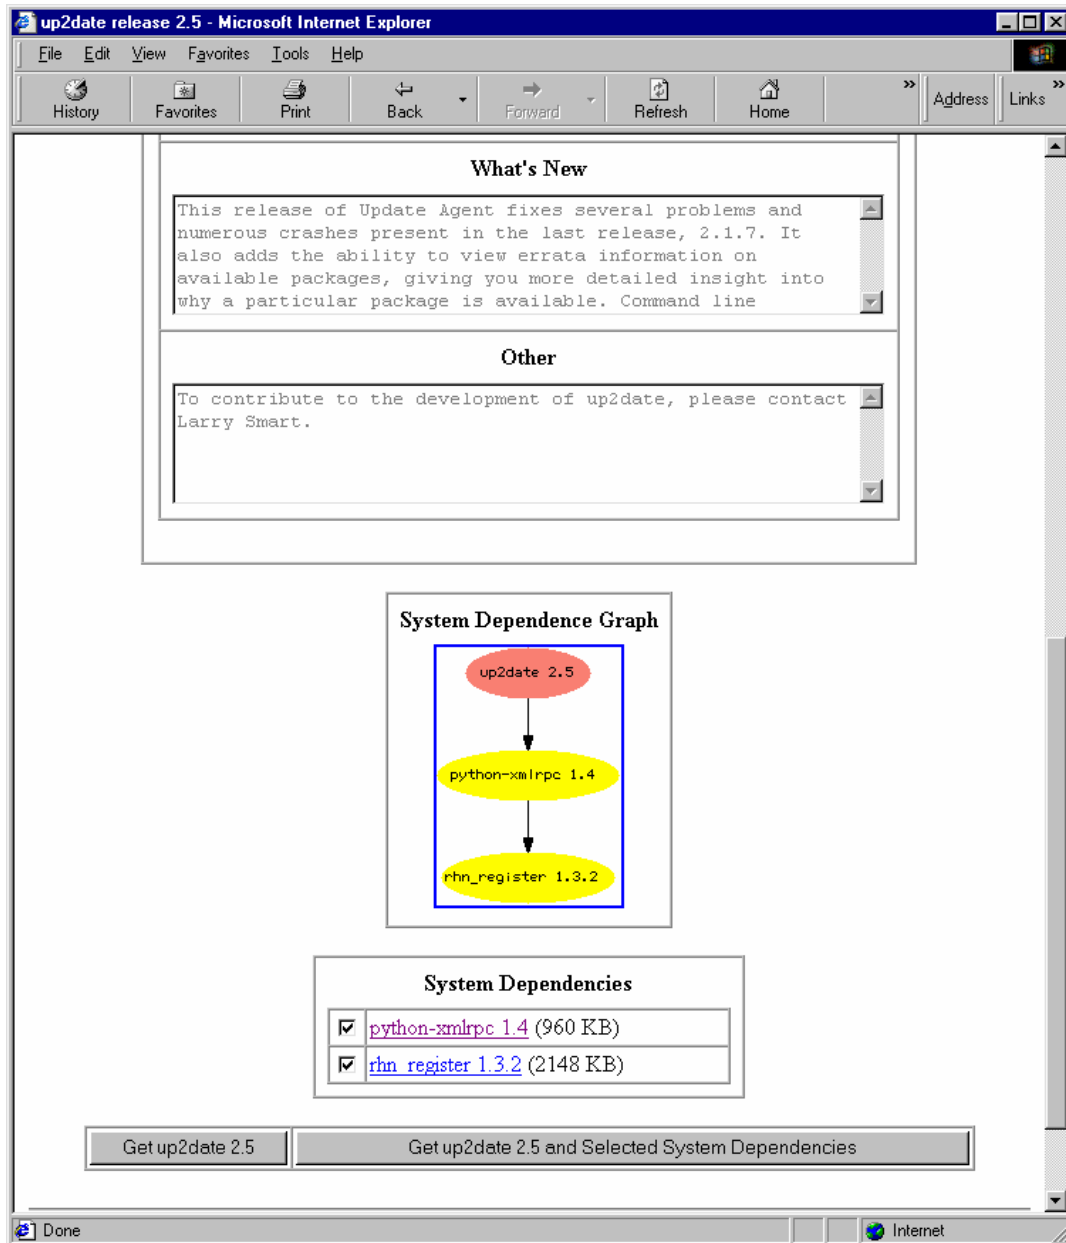 up2date release 2.5 - Microsoft Internet Explorer
File Edit View Favorites Tools Help
History Favorites Print Back Forward Refresh Home » Address Links »
What's New
This release of Update Agent fixes several problems and
numerous crashes present in the last release, 2.1.7. It
also adds the ability to view errata information on
available packages, giving you more detailed insight into
why a particular package is available. Command line
Other
To contribute to the development of up2date, please contact
Larry Smart.
System Dependence Graph
up2date 2.5
python-xmlrpc 1.4
rhn_register 1.3.2
System Dependencies
python-xmlrpc 1.4 (960 KB)
rhn_register 1.3.2 (2148 KB)
Get up2date 2.5 Get up2date 2.5 and Selected System Dependencies
Done Internet